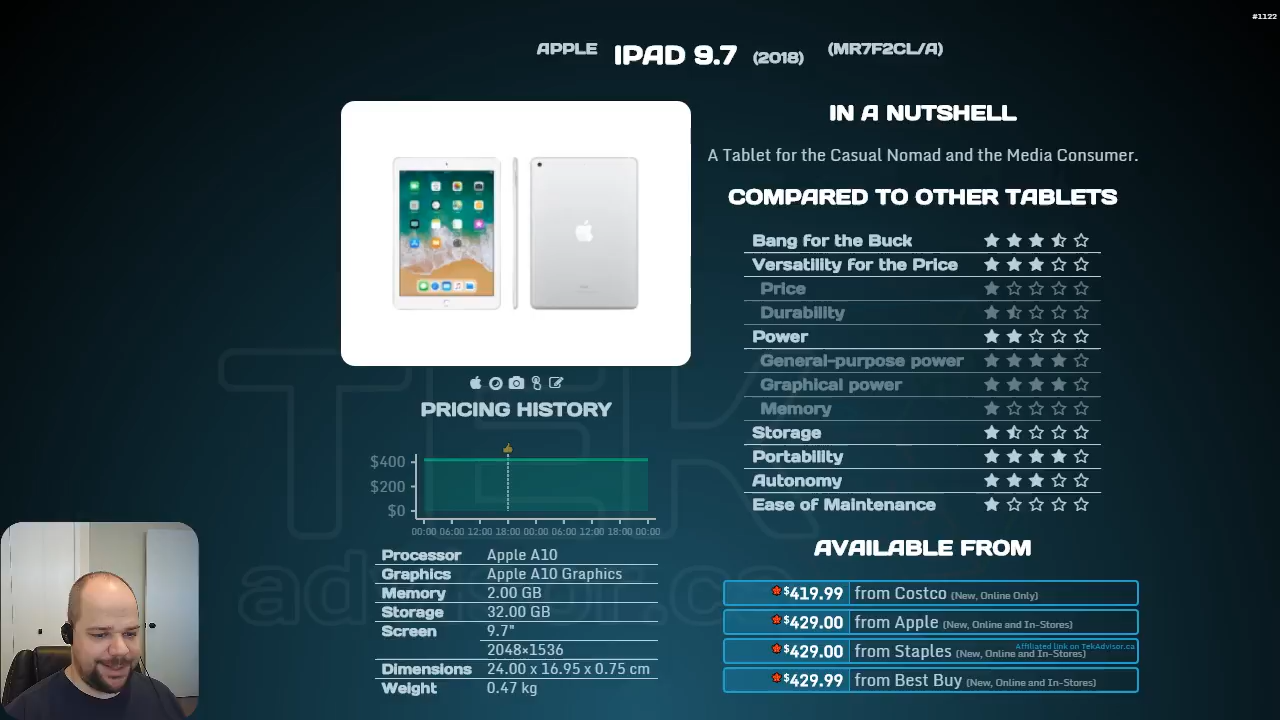 #1122
APPLE IPAD 9.7 (2018) (MR7F2CL/A)
IN A NUTSHELL
A Tablet for the Casual Nomad and the Media Consumer.
COMPARED TO OTHER TABLETS
Bang for the Buck
Versatility for the Price
Price
Durability
Power
General-purpose power
Graphical power
Memory
Storage
Portability
Autonomy
Ease of Maintenance
PRICING HISTORY
$400
$200
$0
00:00 06:00 12:00 18:00 00:00 06:00 12:00 18:00 00:00
Processor Apple A10
Graphics Apple A10 Graphics
Memory 2.00 GB
Storage 32.00 GB
Screen 9.7"
2048×1536
Dimensions 24.00 x 16.95 x 0.75 cm
Weight 0.47 kg
AVAILABLE FROM
$419.99 from Costco (New, Online Only)
$429.00 from Apple (New, Online and In-Stores)
Affiliated link on TekAdvisor.ca
$429.00 from Staples (New, Online and In-Stores)
$429.99 from Best Buy (New, Online and In-Stores)
TEK
advisor.ca